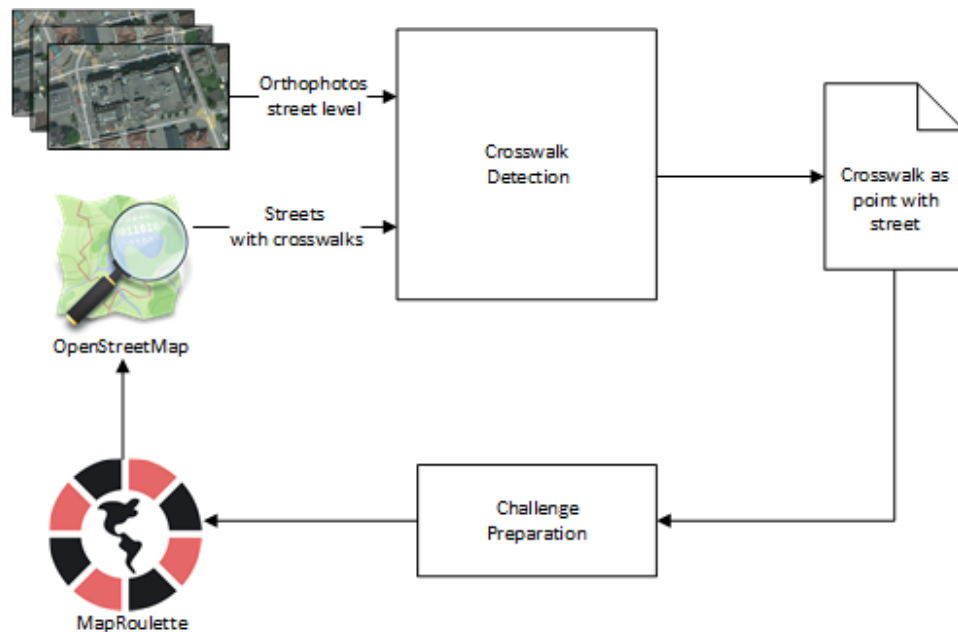 Orthophotos
street level
Crosswalk
Detection
Crosswalk as
point with
street
Streets
with crosswalks
OpenStreetMap
Challenge
Preparation
MapRoulette